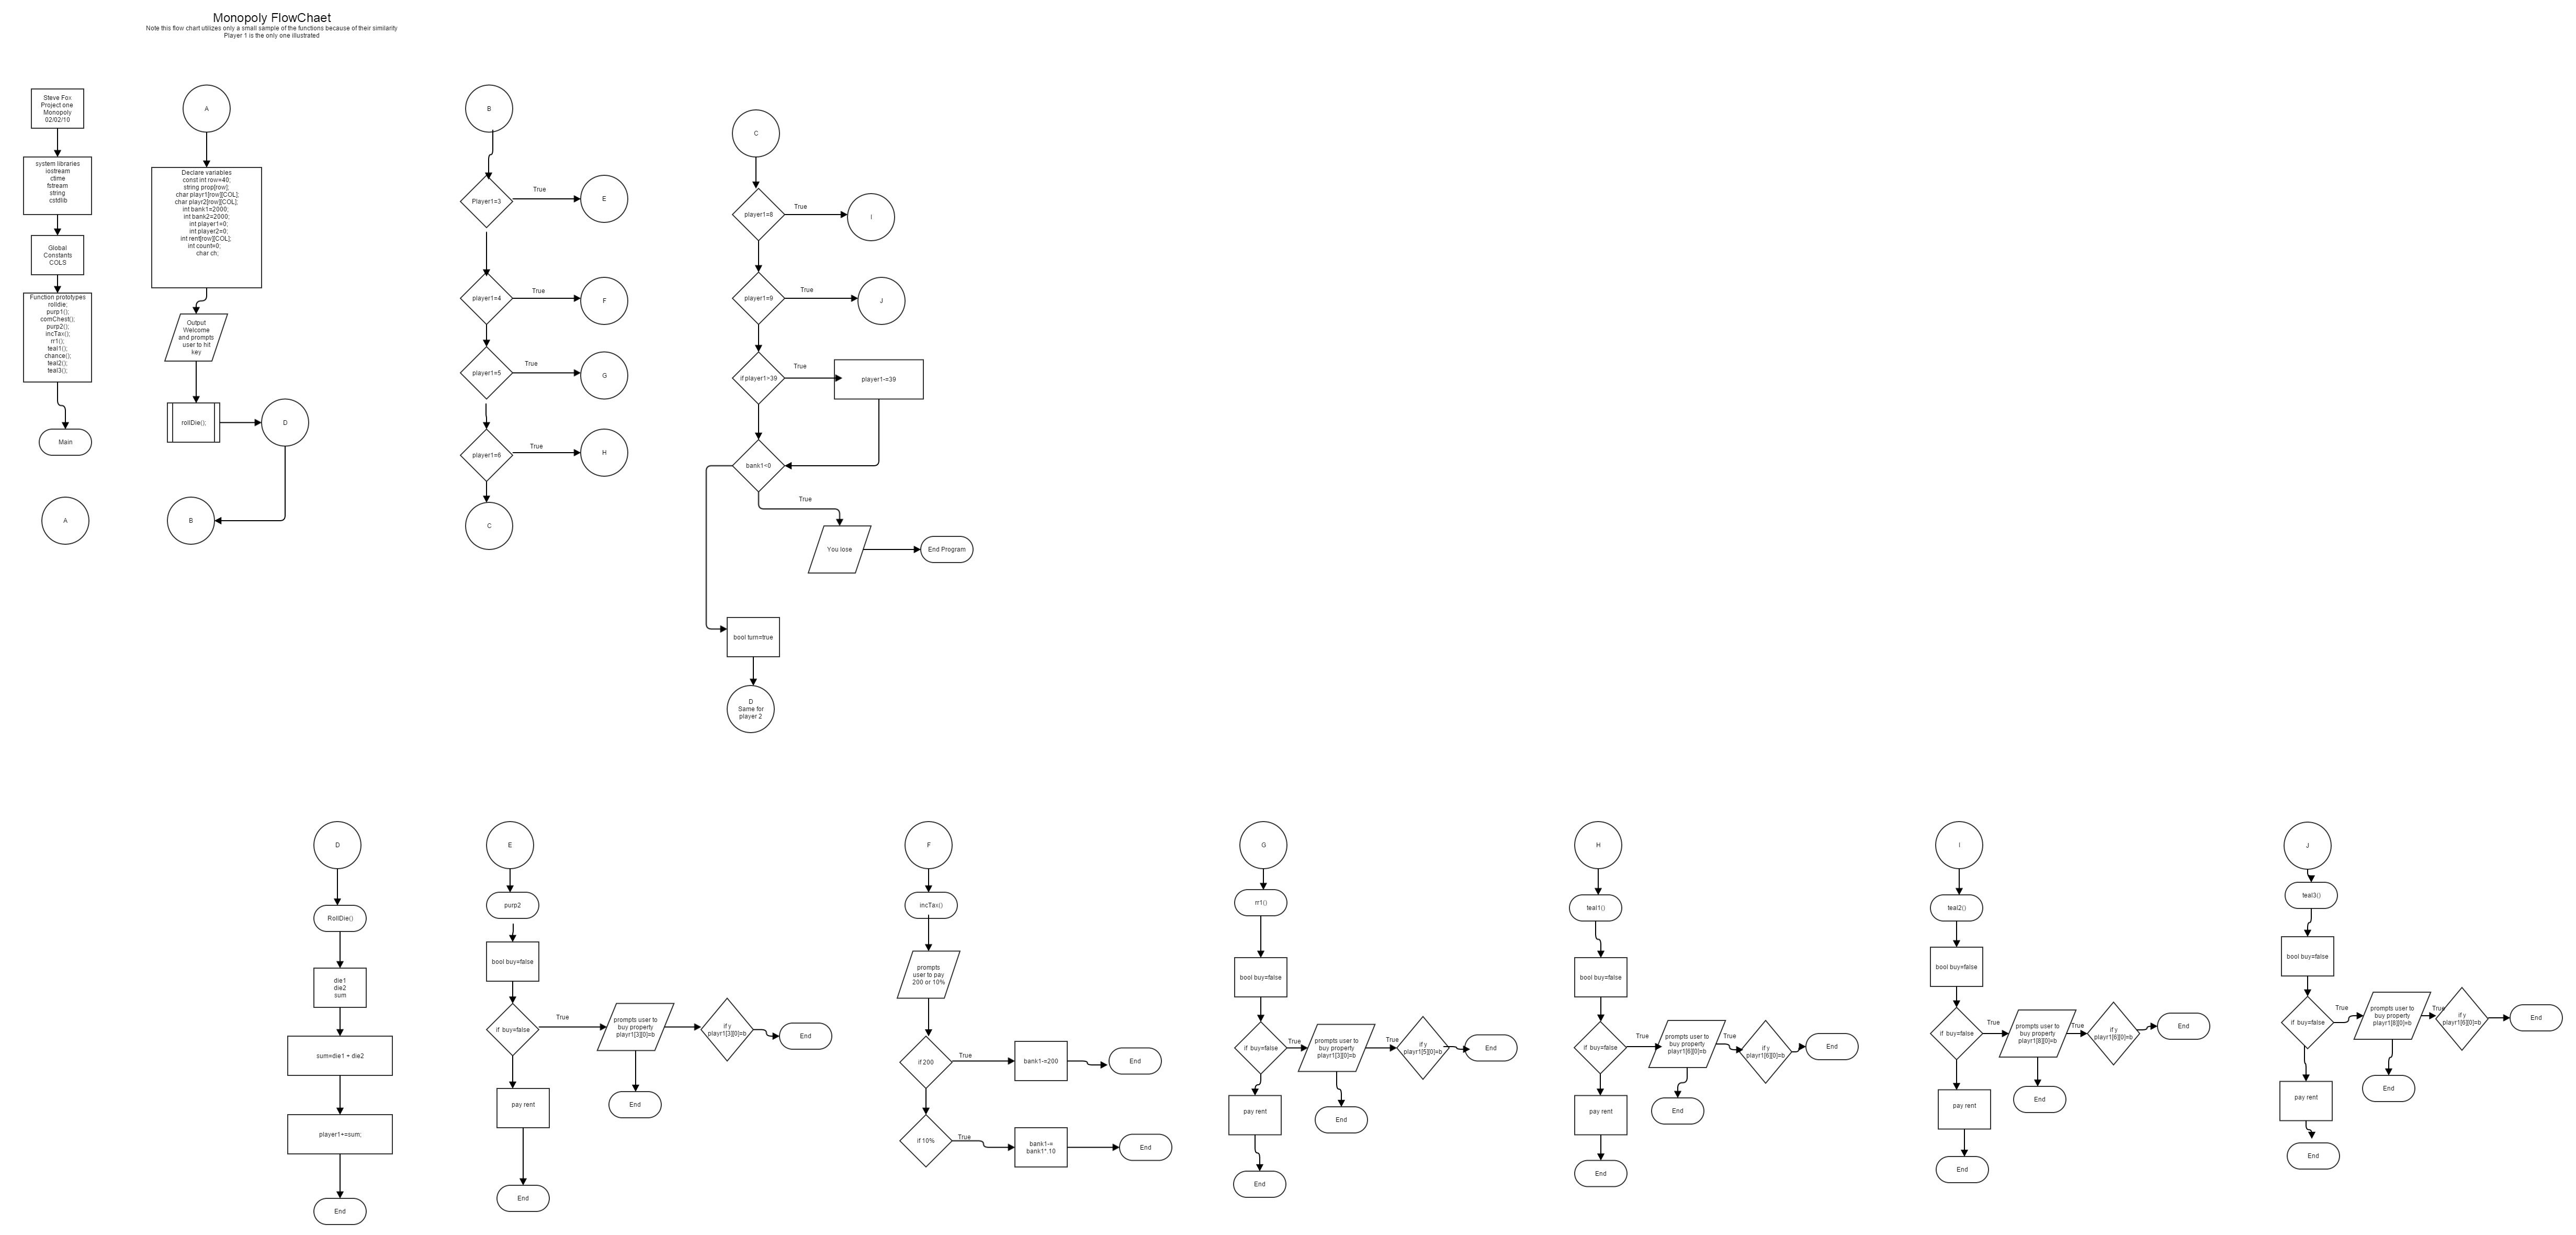 Monopoly FlowChaet
Note this flow chart utilizes only a small sample of the functions because of their similarity
Player 1 is the only one illustrated
Steve Fox
Project one
Monopoly
02/02/10
system libraries
iostream
ctime
fstream
string
cstdlib
Global
Constants
COLS
Function prototypes
rolldie;
purp1();
comChest();
purp2();
incTax();
rr1();
teal1();
chance();
teal2();
teal3();
Main
A
A
Declare variables
const int row=40;
string prop[row];
char playr1[row][COL];
char playr2[row][COL];
int bank1=2000;
int bank2=2000;
int player1=0;
int player2=0;
int rent[row][COL];
int count=0;
char ch;
Output
Welcome
and prompts
user to hit
key
rollDie();
D
B
B
Player1=3
True
E
player1=4
True
F
player1=5
True
G
player1=6
True
H
C
C
player1=8
True
I
player1=9
True
J
if player1>39
True
player1-=39
bank1<0
True
You lose
End Program
bool turn=true
D
Same for
player 2
D
RollDie()
die1
die2
sum
sum=die1 + die2
player1+=sum;
End
E
purp2
bool buy=false
if buy=false
True
prompts user to
buy property
playr1[3][0]=b
if y
playr1[3][0]=b
End
End
pay rent
End
F
incTax()
prompts
user to pay
200 or 10%
if 200
True
bank1-=200
End
if 10%
True
bank1-=
bank1*.10
End
G
rr1()
bool buy=false
if buy=false
True
prompts user to
buy property
playr1[3][0]=b
True
if y
playr1[5][0]=b
End
End
pay rent
End
H
teal1()
bool buy=false
if buy=false
True
prompts user to
buy property
playr1[6][0]=b
True
if y
playr1[6][0]=b
End
End
pay rent
End
I
teal2()
bool buy=false
if buy=false
True
prompts user to
buy property
playr1[8][0]=b
True
if y
playr1[6][0]=b
End
End
pay rent
End
J
teal3()
bool buy=false
if buy=false
True
prompts user to
buy property
playr1[8][0]=b
True
if y
playr1[6][0]=b
End
End
pay rent
End